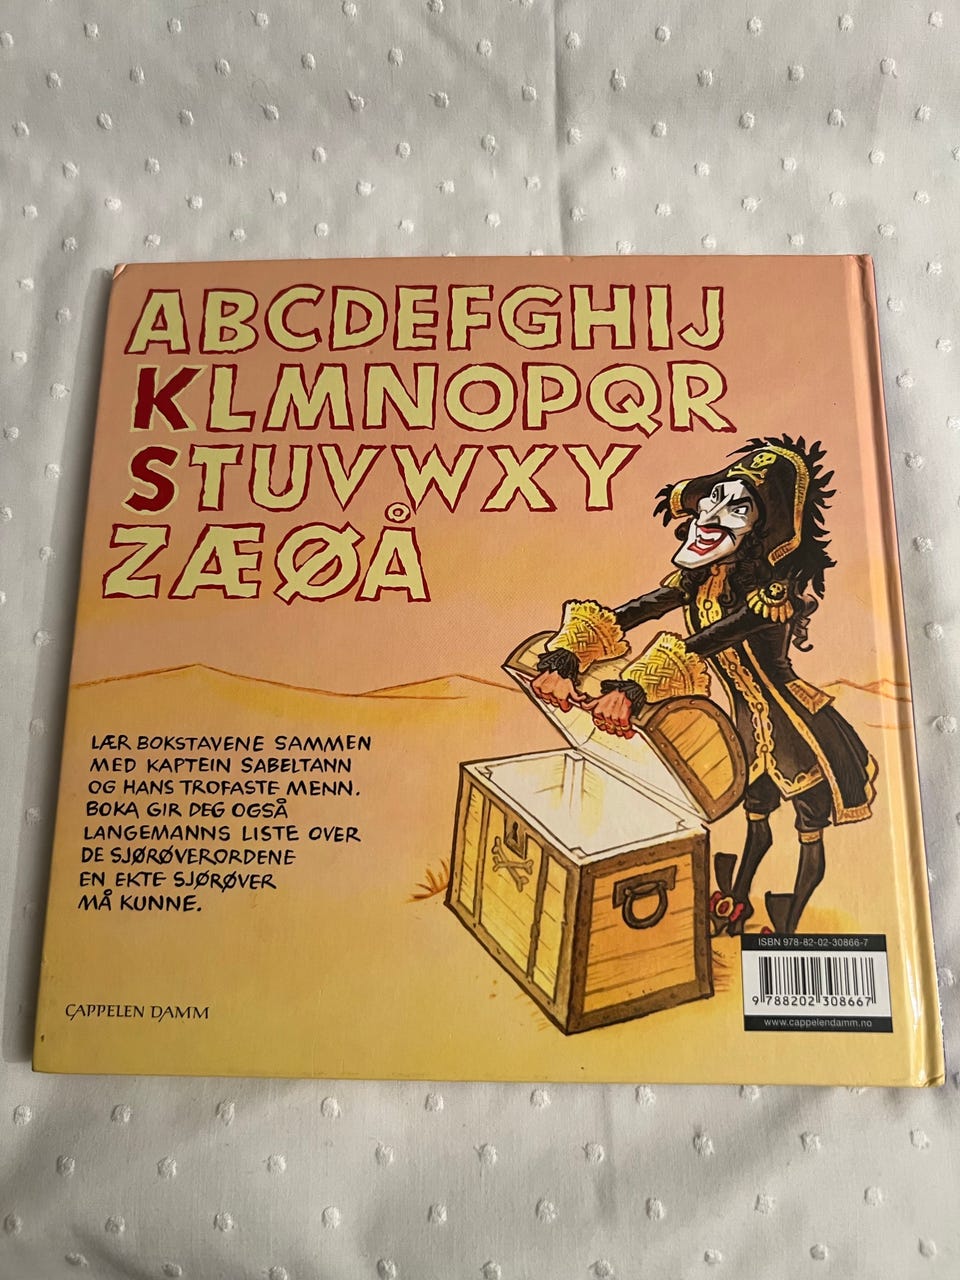 ABCDEFGHIJ
KLMNOPQR
STUVWXY
ZÆØÅ
LÆR BOKSTAVENE SAMMEN
MED KAPTEIN SABELTANN
OG HANS TROFASTE MENN.
BOKA GIR DEG OGSÅ
LANGEMANNS LISTE OVER
DE SJØRØVERORDENE
EN EKTE SJØRØVER
MÅ KUNNE.
CAPPELEN DAMM
ISBN 978-82-02-30866-7
9 788202 308667
www.cappelendamm.no